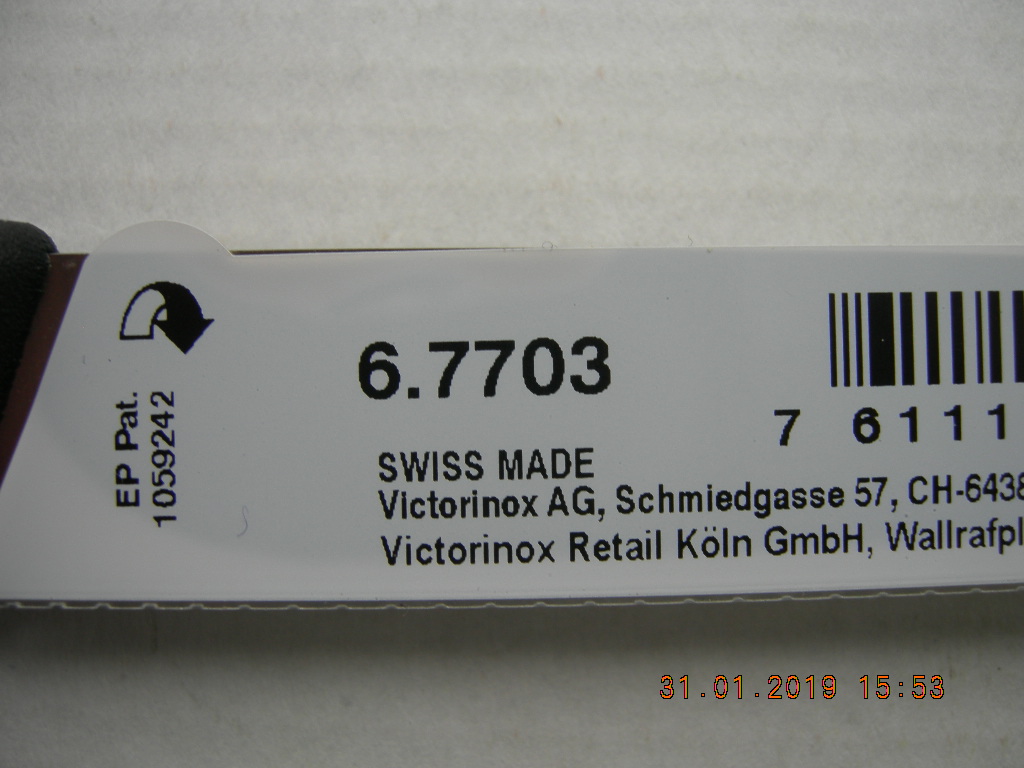 EP Pat.
1059242
6.7703
7 6111
SWISS MADE
Victorinox AG, Schmiedgasse 57, CH-6438
Victorinox Retail Köln GmbH, Wallrafpl
31.01.2019 15:53